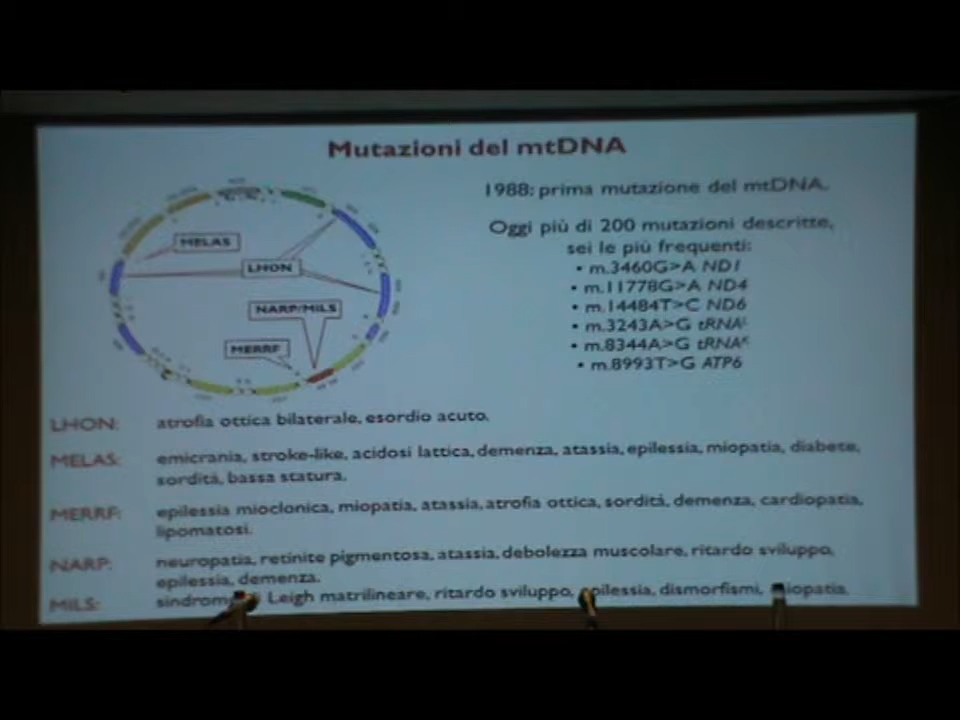 Mutazioni del mtDNA
1988: prima mutazione del mtDNA.
Oggi più di 200 mutazioni descritte,
sei le più frequenti:
• m.3460G>A ND1
• m.11778G>A ND4
• m.14484T>C ND6
• m.3243A>G tRNAᴸ
• m.8344A>G tRNAᴷ
• m.8993T>G ATP6
MELAS
LHON
NARP/MILS
MERRF
LHON: atrofia ottica bilaterale, esordio acuto.
MELAS: emicrania, stroke-like, acidosi lattica, demenza, atassia, epilessia, miopatia, diabete,
sordità, bassa statura.
MERRF: epilessia mioclonica, miopatia, atassia, atrofia ottica, sordità, demenza, cardiopatia,
lipomatosi.
NARP: neuropatia, retinite pigmentosa, atassia, debolezza muscolare, ritardo sviluppo,
epilessia, demenza.
MILS: Leigh matrilineare, ritardo sviluppo, epilessia, dismorfismi, miopatia.